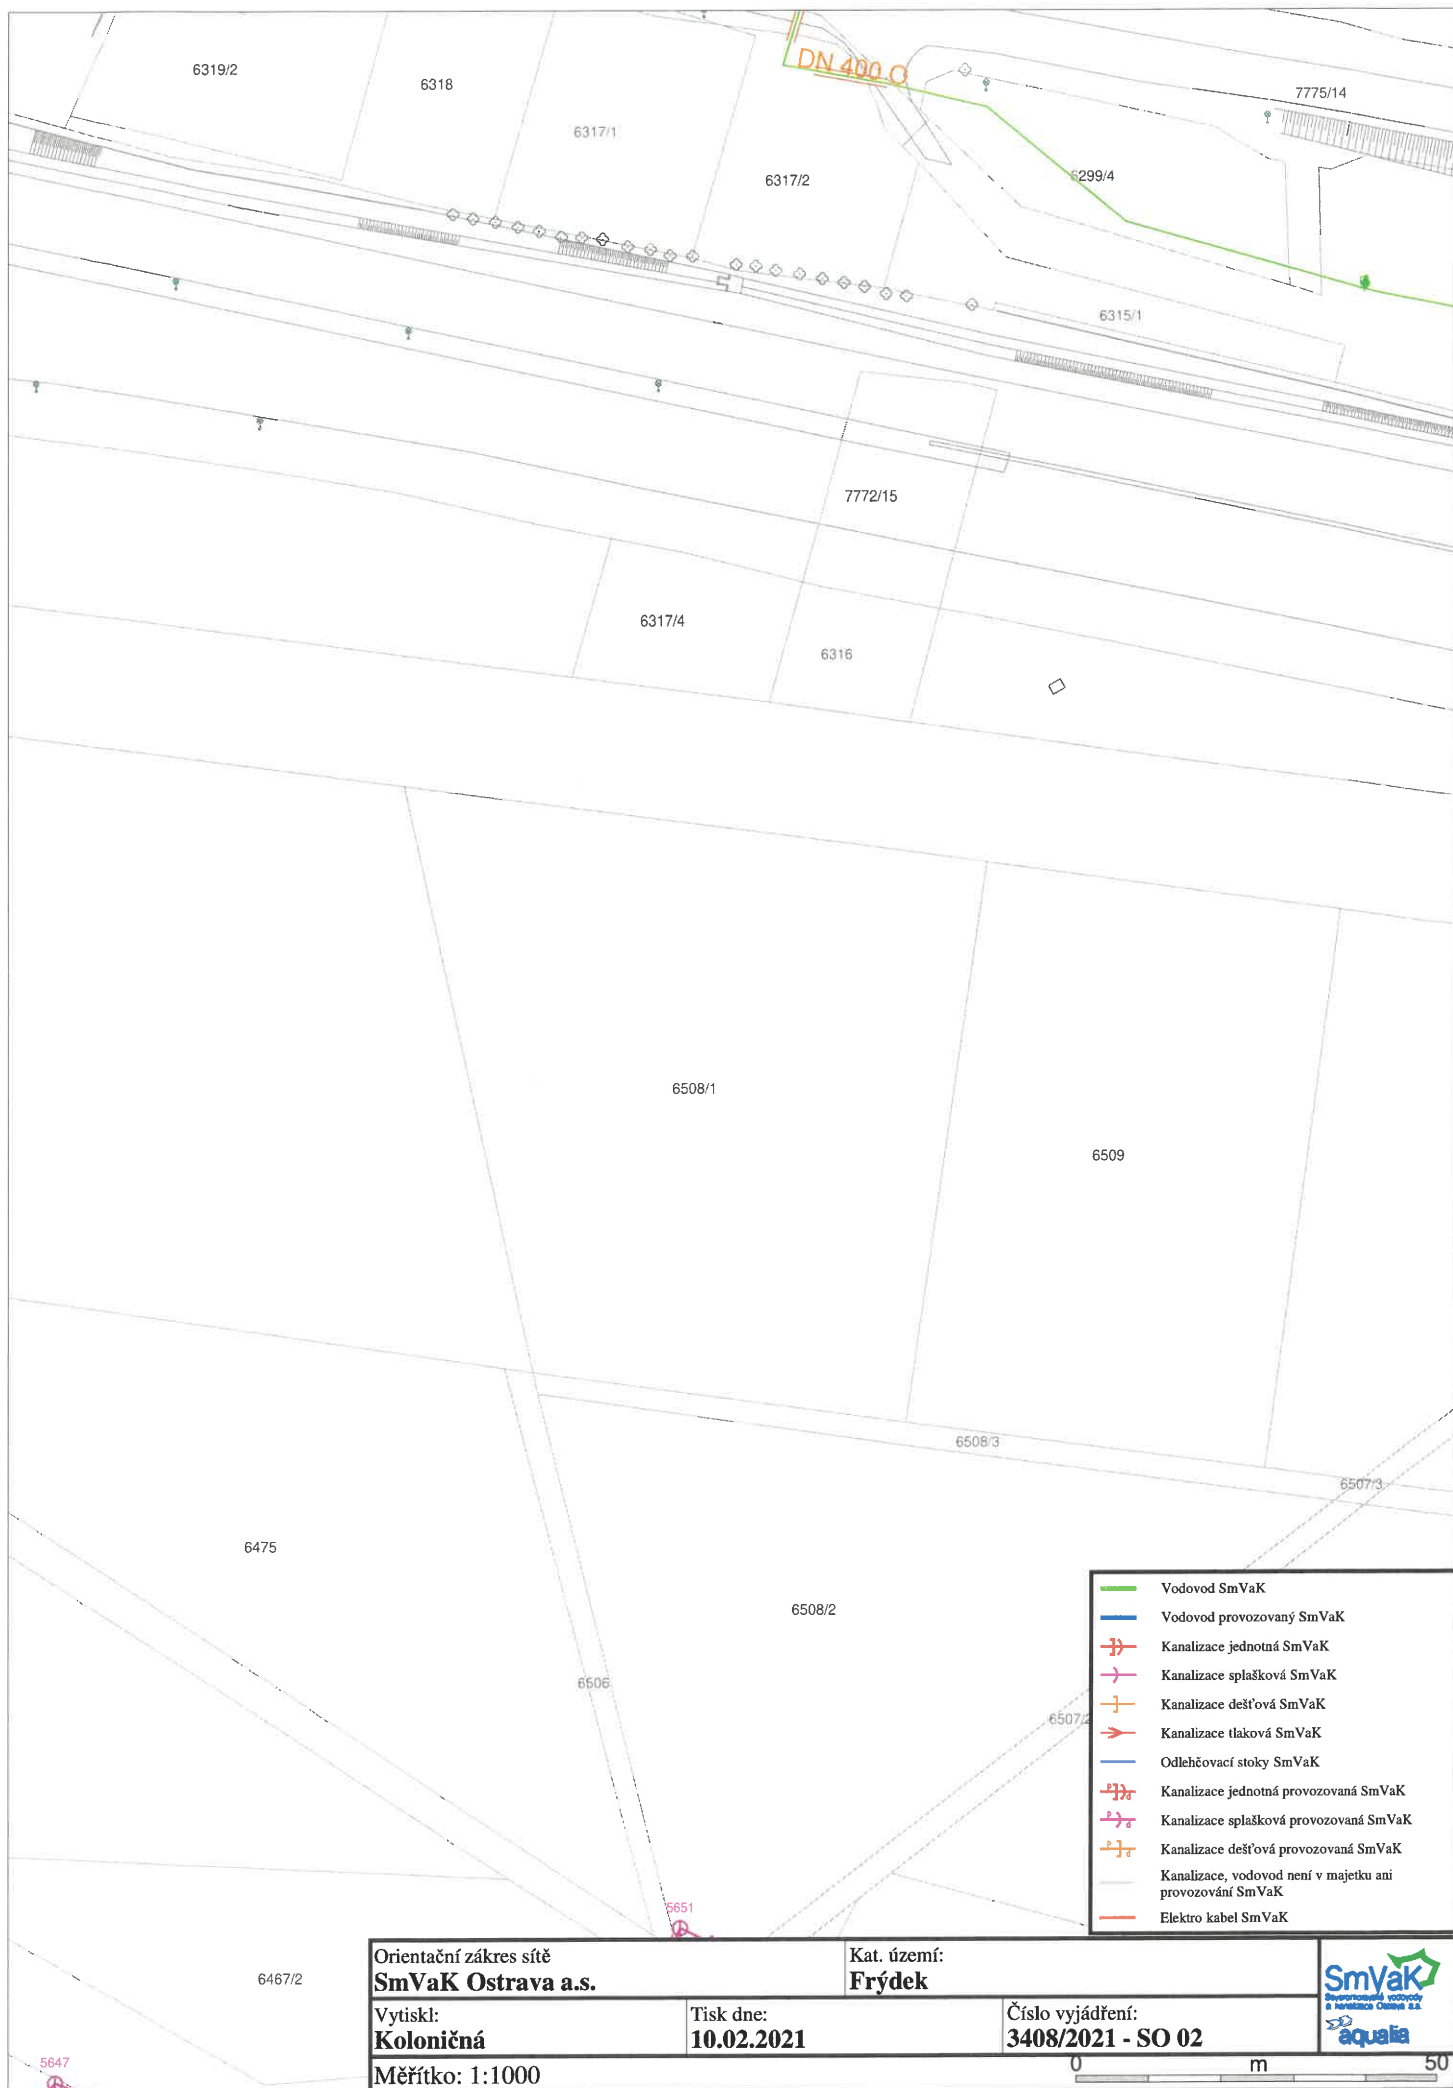 DN 400 O
6319/2
6318
7775/14
6317/1
6317/2
6299/4
6315/1
7772/15
6317/4
6316
6508/1
6509
6508/3
6507/3
6475
6508/2
6506
6507/2
5651
6467/2
5647
Vodovod SmVaK
Vodovod provozovaný SmVaK
Kanalizace jednotná SmVaK
Kanalizace splašková SmVaK
Kanalizace dešťová SmVaK
Kanalizace tlaková SmVaK
Odlehčovací stoky SmVaK
Kanalizace jednotná provozovaná SmVaK
Kanalizace splašková provozovaná SmVaK
Kanalizace dešťová provozovaná SmVaK
Kanalizace, vodovod není v majetku ani
provozování SmVaK
Elektro kabel SmVaK
Orientační zákres sítě
SmVaK Ostrava a.s.
Kat. území:
Frýdek
Vytiskl:
Koloničná
Tisk dne:
10.02.2021
Číslo vyjádření:
3408/2021 - SO 02
SmVaK
Severomoravské vodovody
a kanalizace Ostrava a.s.
aqualia
Měřítko: 1:1000
0 m 50